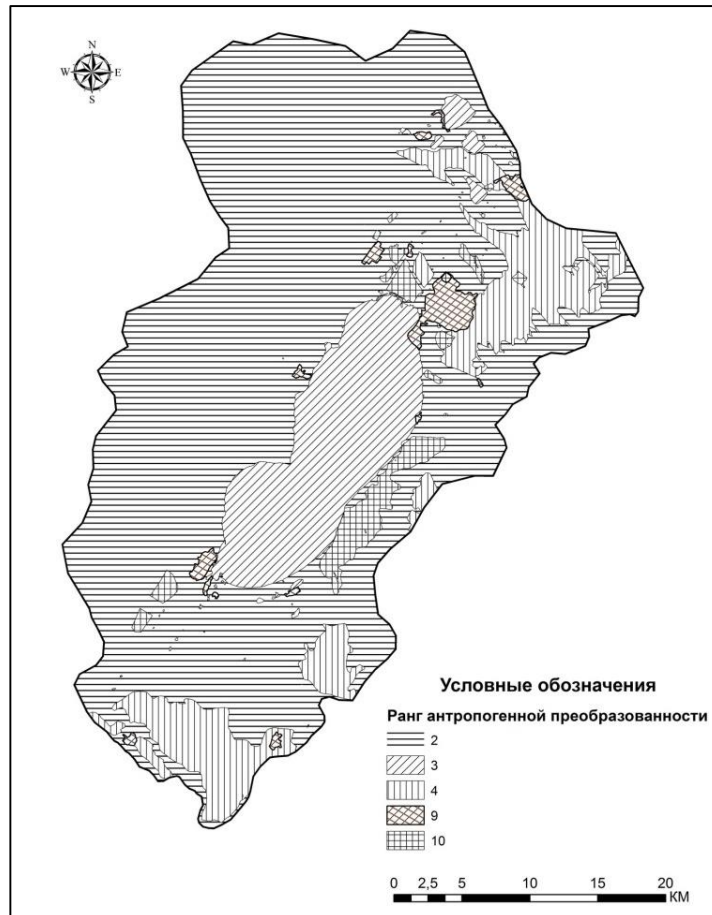 N
W E
S
Условные обозначения
Ранг антропогенной преобразованности
2
3
4
9
10
0 2,5 5 10 15 20
КМ